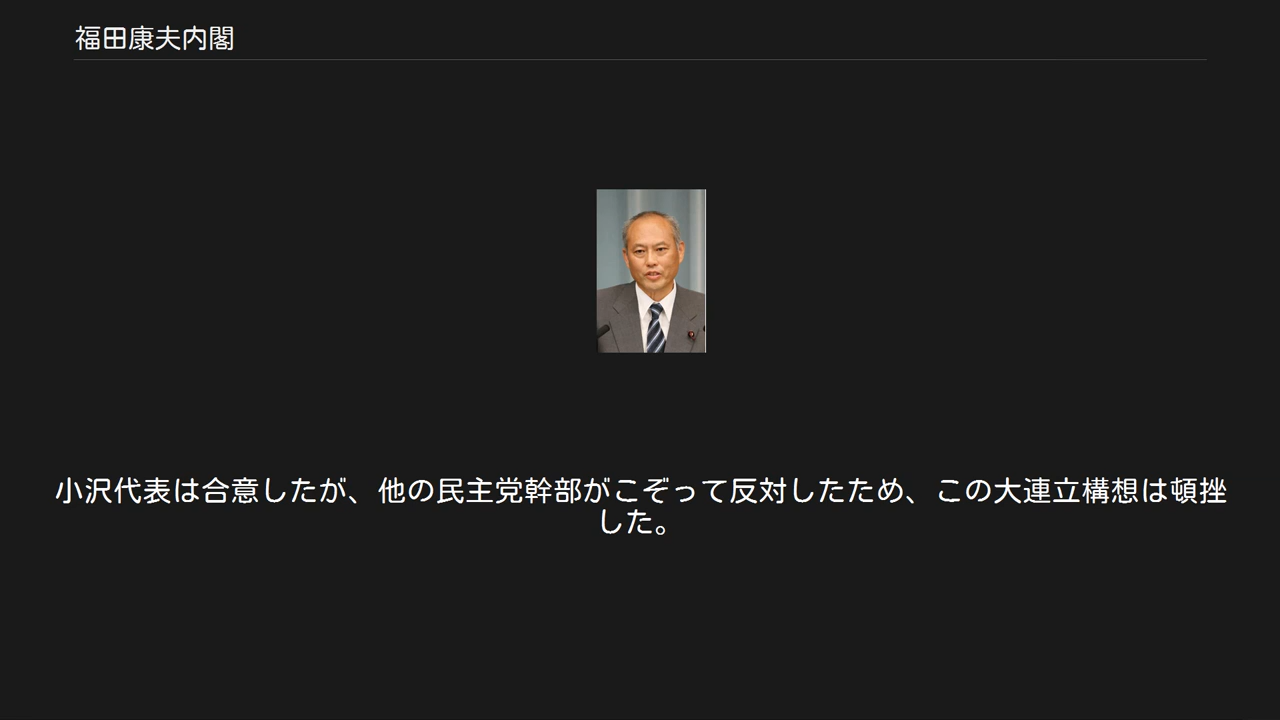 福田康夫内閣
小沢代表は合意したが、他の民主党幹部がこぞって反対したため、この大連立構想は頓挫
した。